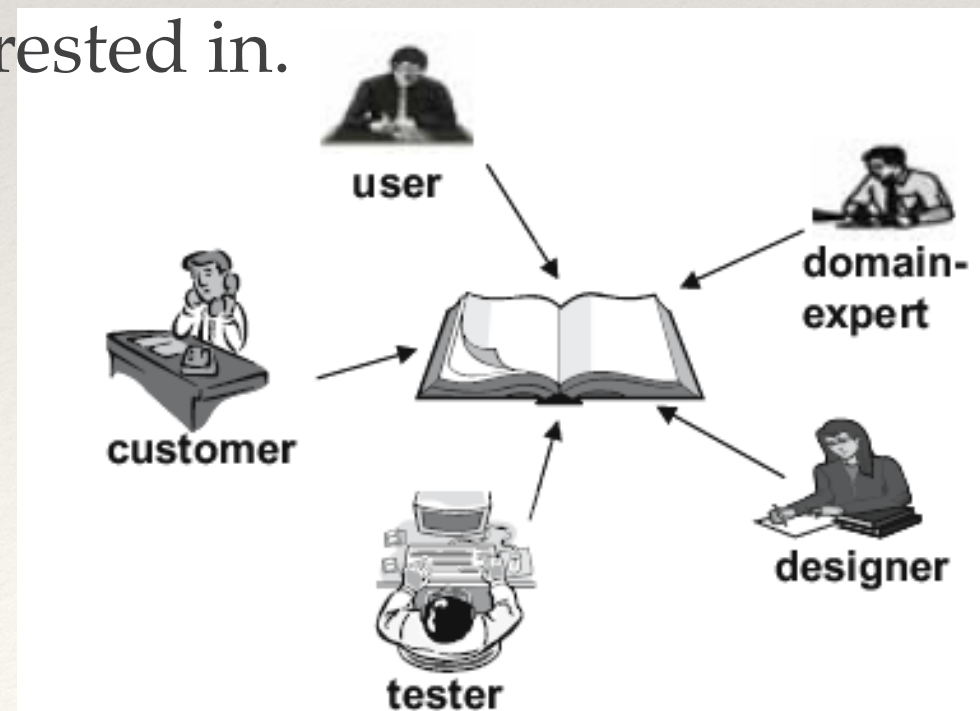 rested in.
user
domain-
expert
customer
designer
tester